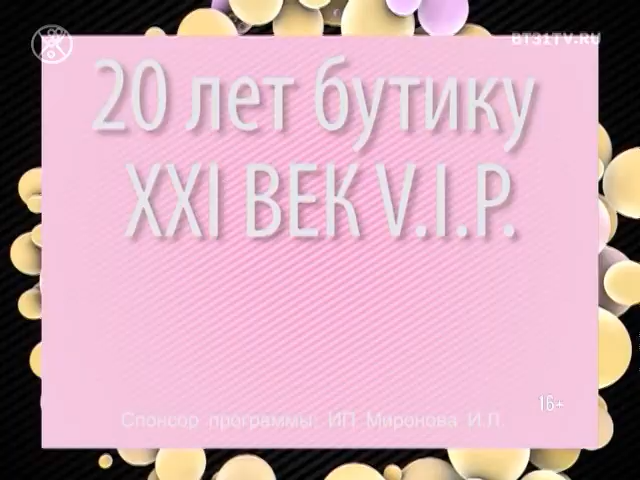 BT31TV.RU
20 лет бутику
XXI ВЕК V.I.P.
16+
Спонсор программы: ИП Миронова И.Л.